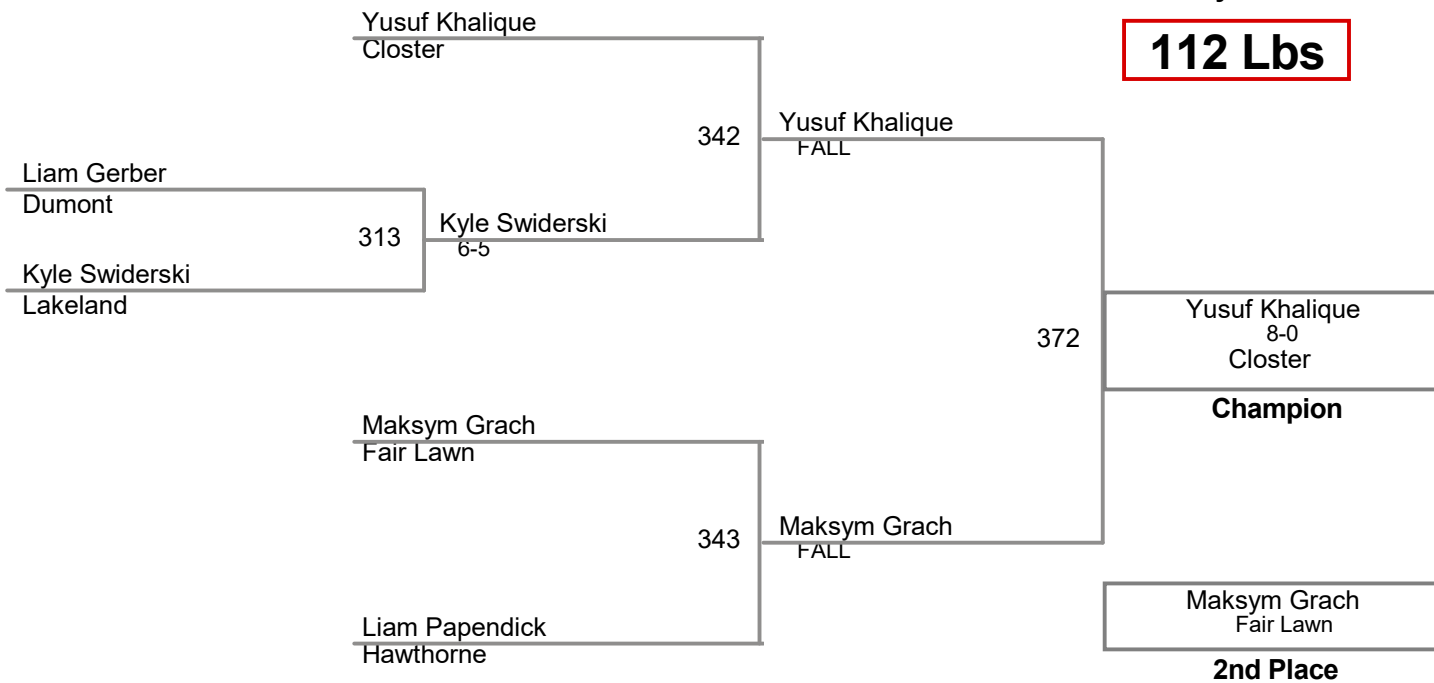 Yusuf Khalique
Closter
112 Lbs
342
Yusuf Khalique
FALL
Liam Gerber
Dumont
313
Kyle Swiderski
6-5
Kyle Swiderski
Lakeland
372
Yusuf Khalique
8-0
Closter
Champion
Maksym Grach
Fair Lawn
343
Maksym Grach
FALL
Liam Papendick
Hawthorne
Maksym Grach
Fair Lawn
2nd Place